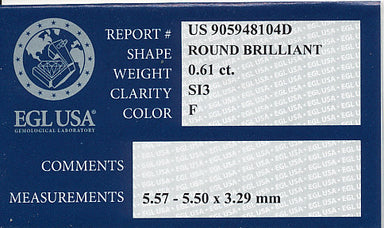 REPORT # US 905948104D
SHAPE ROUND BRILLIANT
WEIGHT 0.61 ct.
CLARITY SI3
COLOR F
EGL USA®
GEMOLOGICAL LABORATORY
COMMENTS
MEASUREMENTS 5.57 - 5.50 x 3.29 mm